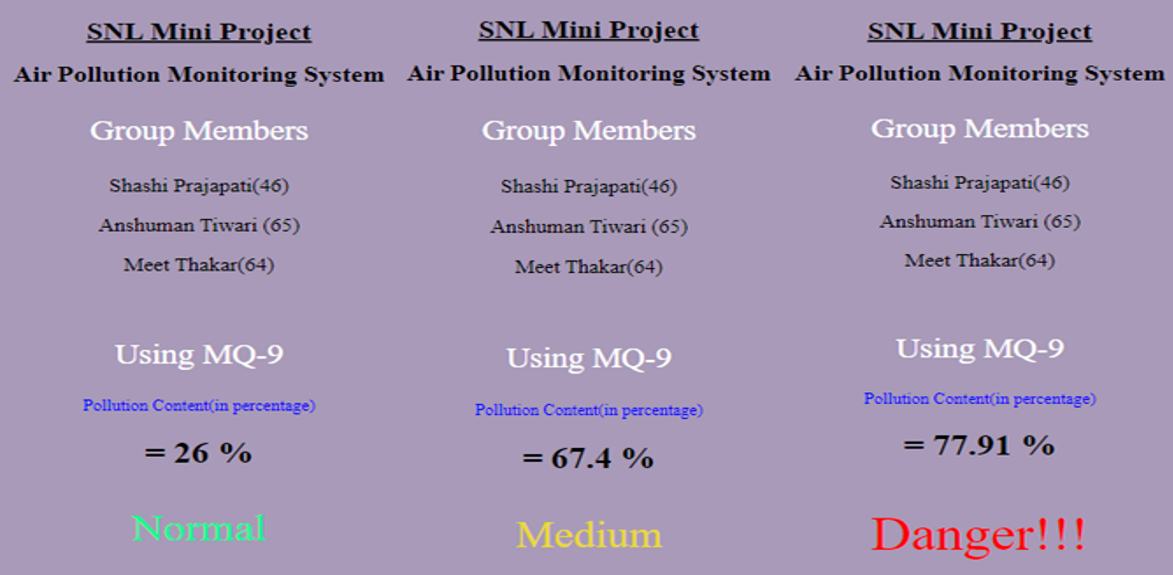 SNL Mini Project
Air Pollution Monitoring System
Group Members
Shashi Prajapati(46)
Anshuman Tiwari (65)
Meet Thakar(64)
Using MQ-9
Pollution Content(in percentage)
= 26 %
Normal
SNL Mini Project
Air Pollution Monitoring System
Group Members
Shashi Prajapati(46)
Anshuman Tiwari (65)
Meet Thakar(64)
Using MQ-9
Pollution Content(in percentage)
= 67.4 %
Medium
SNL Mini Project
Air Pollution Monitoring System
Group Members
Shashi Prajapati(46)
Anshuman Tiwari (65)
Meet Thakar(64)
Using MQ-9
Pollution Content(in percentage)
= 77.91 %
Danger!!!